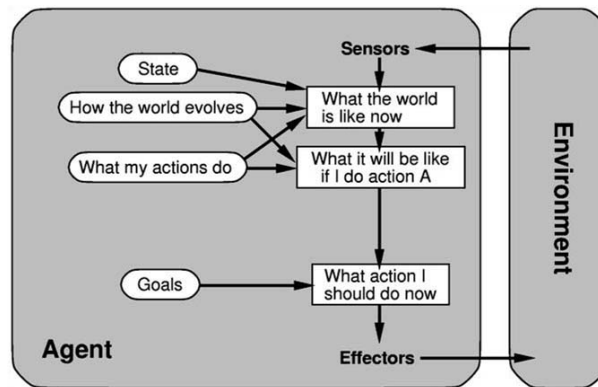 Sensors
State
What the world
is like now
How the world evolves
What my actions do
What it will be like
if I do action A
Environment
Goals
What action I
should do now
Agent
Effectors